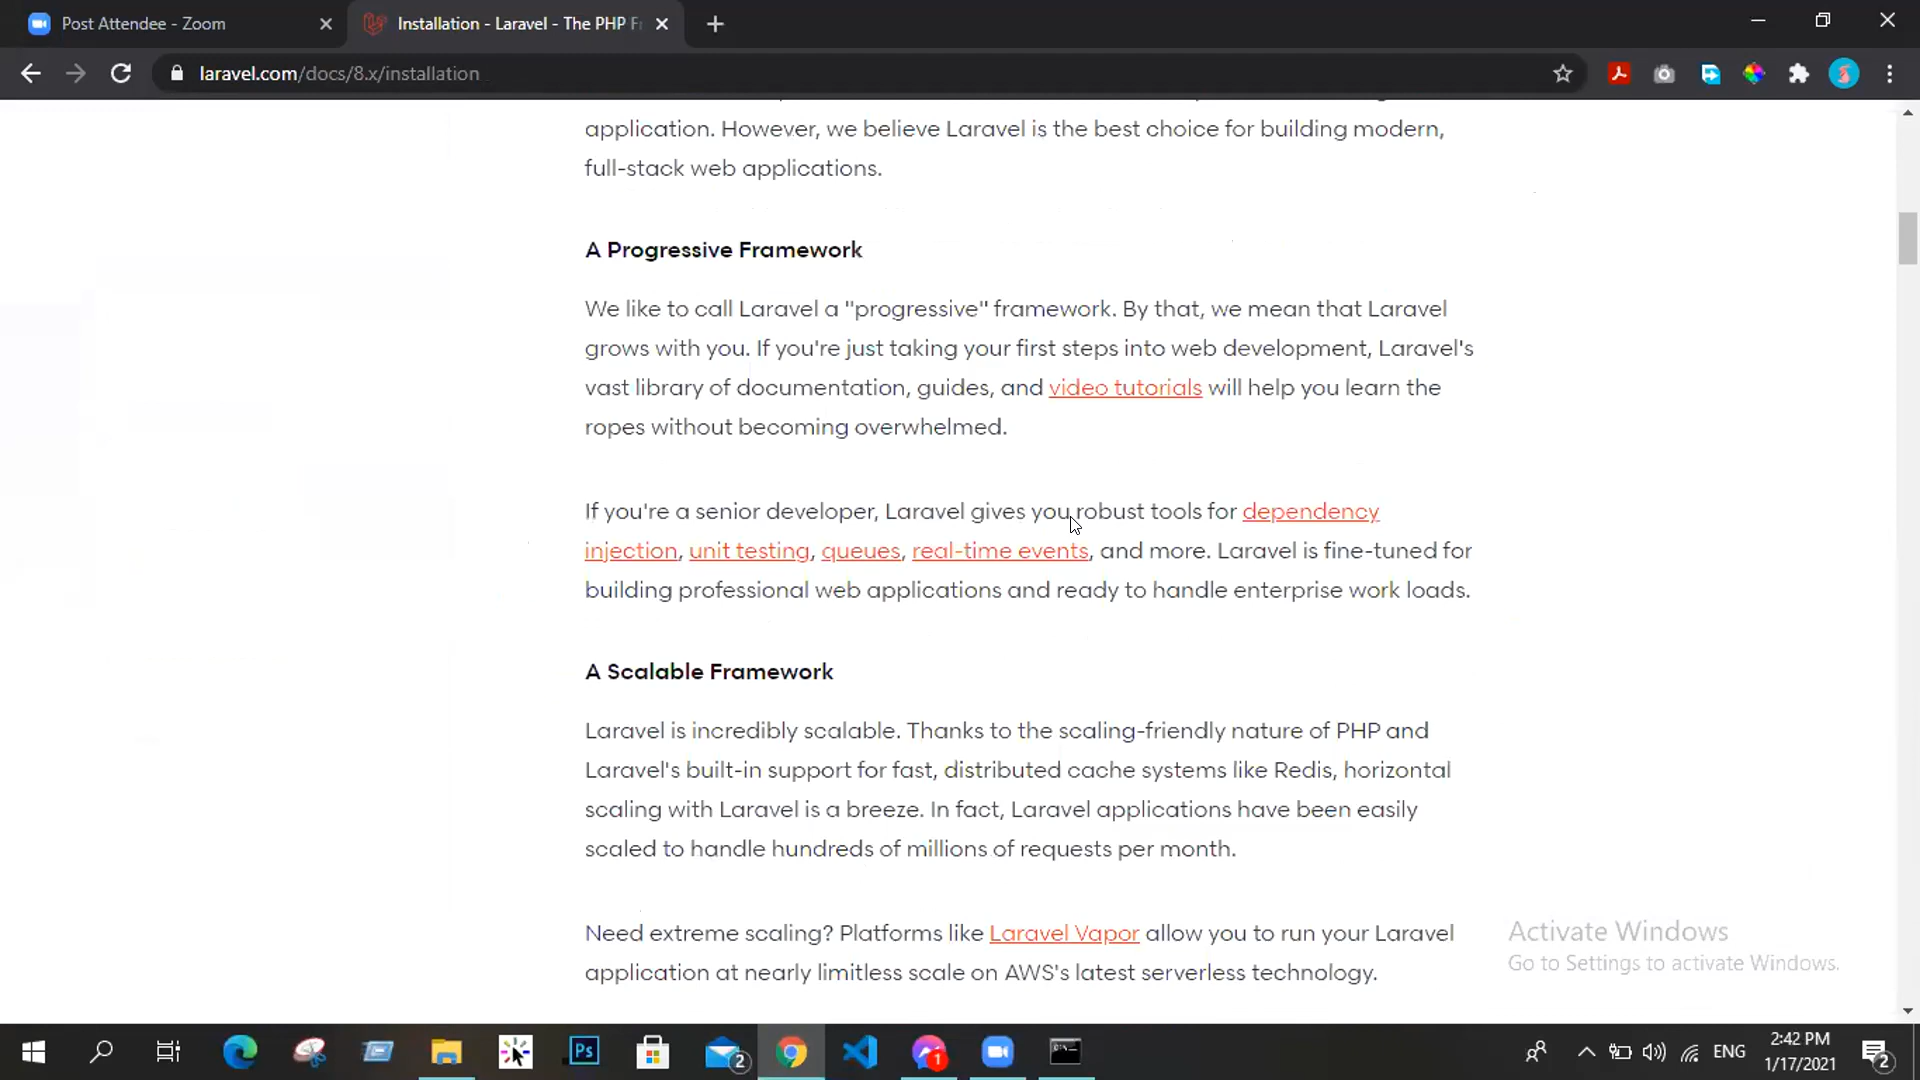 Post Attendee - Zoom
Installation - Laravel - The PHP Fr
laravel.com/docs/8.x/installation
application. However, we believe Laravel is the best choice for building modern,
full-stack web applications.
A Progressive Framework
We like to call Laravel a "progressive" framework. By that, we mean that Laravel
grows with you. If you're just taking your first steps into web development, Laravel's
vast library of documentation, guides, and video tutorials will help you learn the
ropes without becoming overwhelmed.
If you're a senior developer, Laravel gives you robust tools for dependency
injection, unit testing, queues, real-time events, and more. Laravel is fine-tuned for
building professional web applications and ready to handle enterprise work loads.
A Scalable Framework
Laravel is incredibly scalable. Thanks to the scaling-friendly nature of PHP and
Laravel's built-in support for fast, distributed cache systems like Redis, horizontal
scaling with Laravel is a breeze. In fact, Laravel applications have been easily
scaled to handle hundreds of millions of requests per month.
Need extreme scaling? Platforms like Laravel Vapor allow you to run your Laravel
application at nearly limitless scale on AWS's latest serverless technology.
Activate Windows
Go to Settings to activate Windows.
Ps
2
1
ENG
2:42 PM
1/17/2021
2